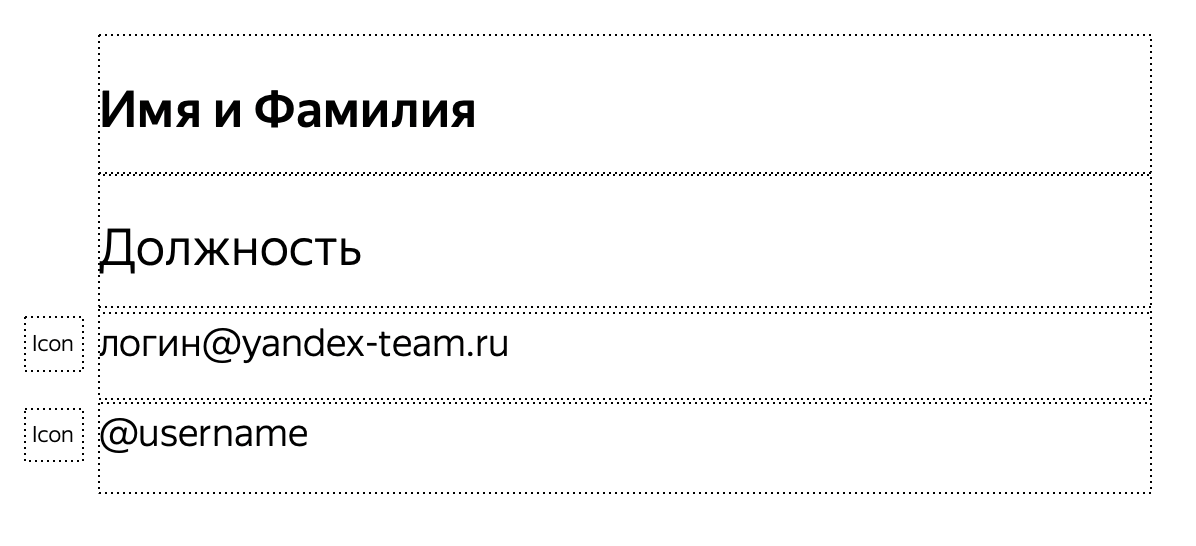 Имя и Фамилия
Должность
Icon логин@yandex-team.ru
Icon @username